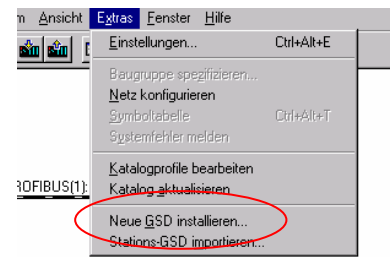 m Ansicht Extras Fenster Hilfe
Einstellungen... Ctrl+Alt+E
Baugruppe spezifizieren...
Netz konfigurieren
Symboltabelle Ctrl+Alt+T
Systemfehler melden
Katalogprofile bearbeiten
ROFIBUS(1): Katalog aktualisieren
Neue GSD installieren...
Stations-GSD importieren...